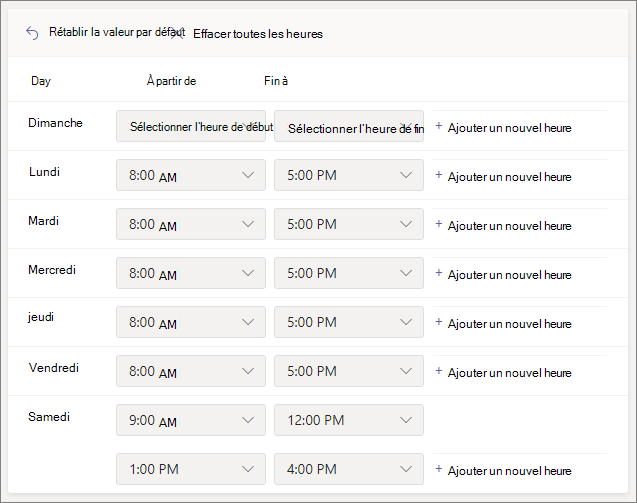 Rétablir la valeur par défaut Effacer toutes les heures
Day À partir de Fin à
Dimanche Sélectionner l'heure de début Sélectionner l'heure de fin + Ajouter un nouvel heure
Lundi 8:00 AM 5:00 PM + Ajouter un nouvel heure
Mardi 8:00 AM 5:00 PM + Ajouter un nouvel heure
Mercredi 8:00 AM 5:00 PM + Ajouter un nouvel heure
jeudi 8:00 AM 5:00 PM + Ajouter un nouvel heure
Vendredi 8:00 AM 5:00 PM + Ajouter un nouvel heure
Samedi 9:00 AM 12:00 PM
1:00 PM 4:00 PM + Ajouter un nouvel heure